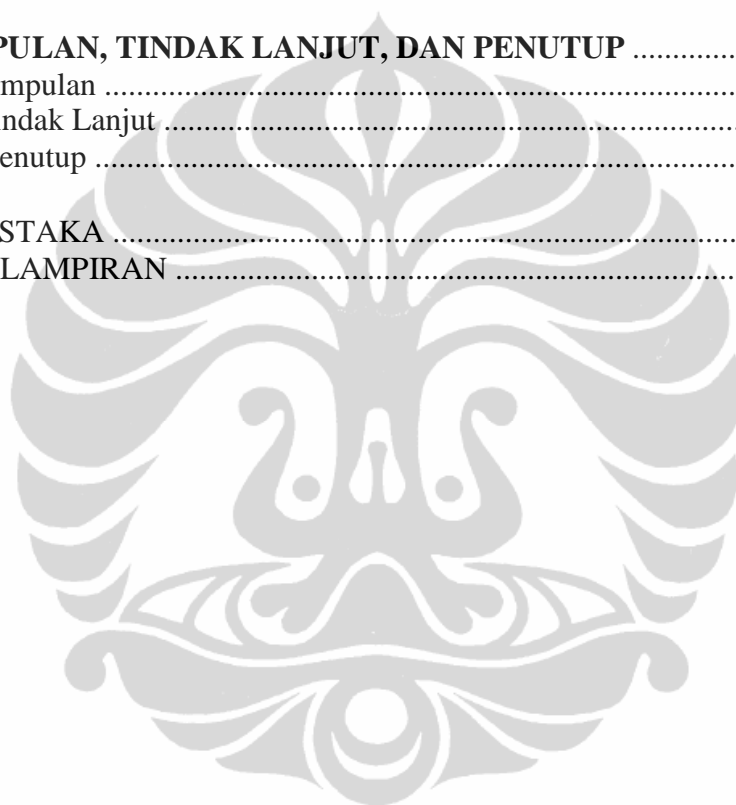 PULAN, TINDAK LANJUT, DAN PENUTUP ............
mpulan ............................................................................
ndak Lanjut ....................................................................
enutup ..............................................................................
STAKA ...........................................................................
LAMPIRAN ..................................................................